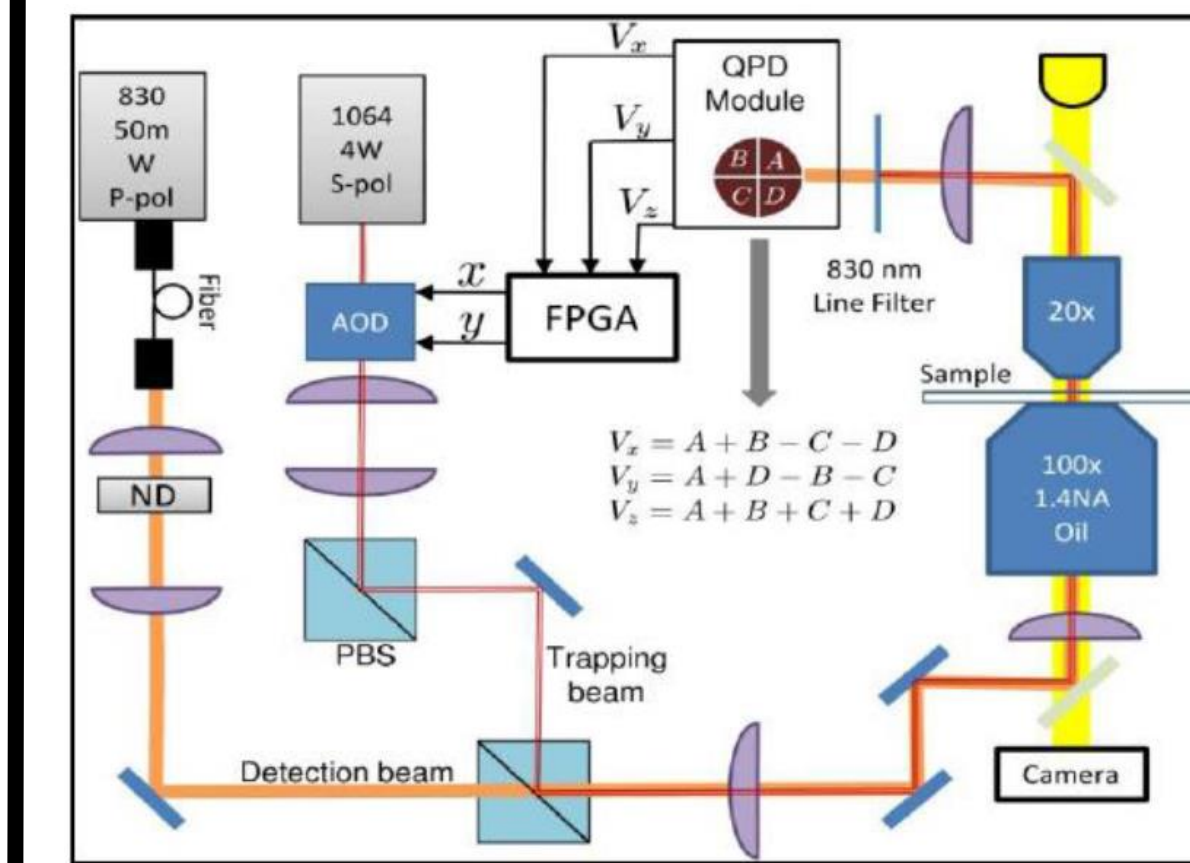 830
50m
W
P-pol
1064
4W
S-pol
V_x
V_y
V_z
QPD
Module
B A
C D
Fiber
AOD
x
y
FPGA
830 nm
Line Filter
20x
Sample
V_x = A + B − C − D
V_y = A + D − B − C
V_z = A + B + C + D
100x
1.4NA
Oil
ND
PBS
Trapping
beam
Detection beam
Camera